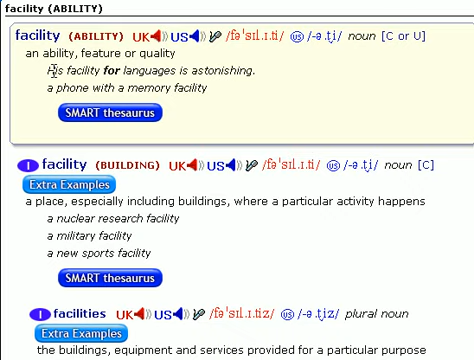 facility (ABILITY)
facility (ABILITY) UK US /fəˈsɪl.ɪ.ti/ US /-ə.t̬i/ noun [C or U]
an ability, feature or quality
His facility for languages is astonishing.
a phone with a memory facility
SMART thesaurus
I facility (BUILDING) UK US /fəˈsɪl.ɪ.ti/ US /-ə.t̬i/ noun [C]
Extra Examples
a place, especially including buildings, where a particular activity happens
a nuclear research facility
a military facility
a new sports facility
SMART thesaurus
I facilities UK US /fəˈsɪl.ɪ.tiz/ US /-ə.t̬iz/ plural noun
Extra Examples
the buildings, equipment and services provided for a particular purpose